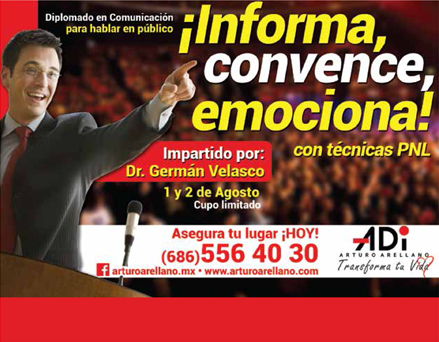 Diplomado en Comunicación
para hablar en público
¡Informa,
convence,
emociona!
con técnicas PNL
Impartido por:
Dr. Germán Velasco
1 y 2 de Agosto
Cupo limitado
Asegura tu lugar ¡HOY!
(686) 556 40 30
f arturoarellano.mx • www.arturoarellano.com
ADi
ARTURO ARELLANO
Transforma tu Vida